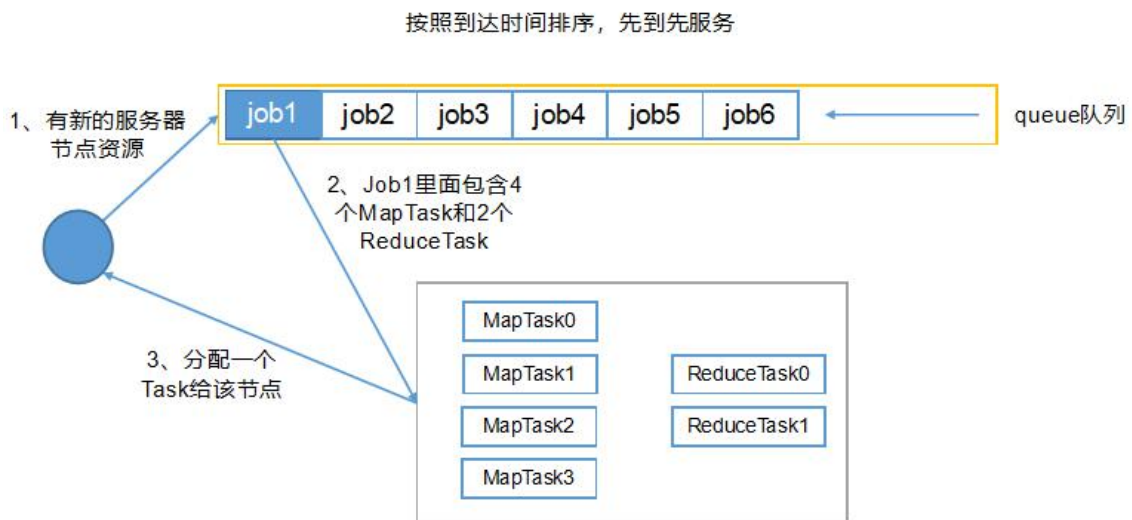 按照到达时间排序，先到先服务
1、有新的服务器
节点资源
job1
job2
job3
job4
job5
job6
queue队列
2、Job1里面包含4
个MapTask和2个
ReduceTask
3、分配一个
Task给该节点
MapTask0
MapTask1
MapTask2
MapTask3
ReduceTask0
ReduceTask1